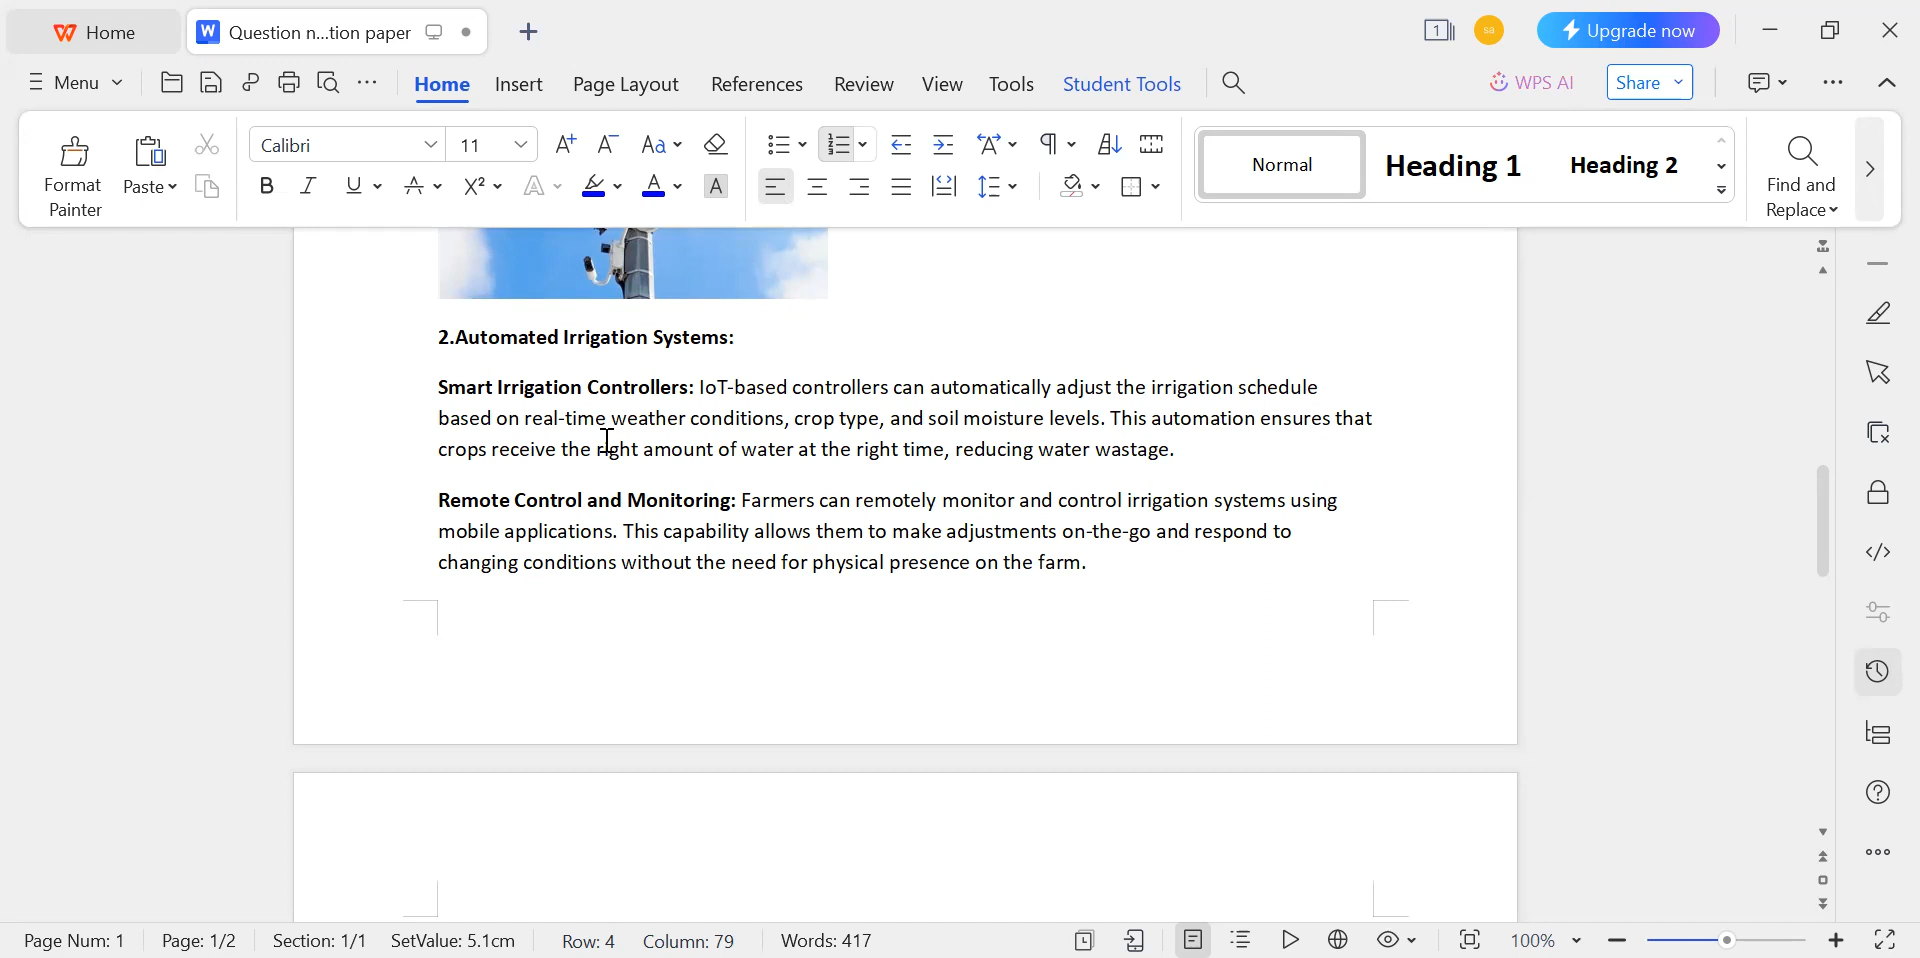 Home
Question n...tion paper
1
sa
Upgrade now
Menu
Home
Insert
Page Layout
References
Review
View
Tools
Student Tools
WPS AI
Share
Format
Painter
Paste
Calibri
11
Normal
Heading 1
Heading 2
Find and
Replace
2.Automated Irrigation Systems:
Smart Irrigation Controllers: IoT-based controllers can automatically adjust the irrigation schedule
based on real-time weather conditions, crop type, and soil moisture levels. This automation ensures that
crops receive the right amount of water at the right time, reducing water wastage.
Remote Control and Monitoring: Farmers can remotely monitor and control irrigation systems using
mobile applications. This capability allows them to make adjustments on-the-go and respond to
changing conditions without the need for physical presence on the farm.
Page Num: 1
Page: 1/2
Section: 1/1
SetValue: 5.1cm
Row: 4
Column: 79
Words: 417
100%